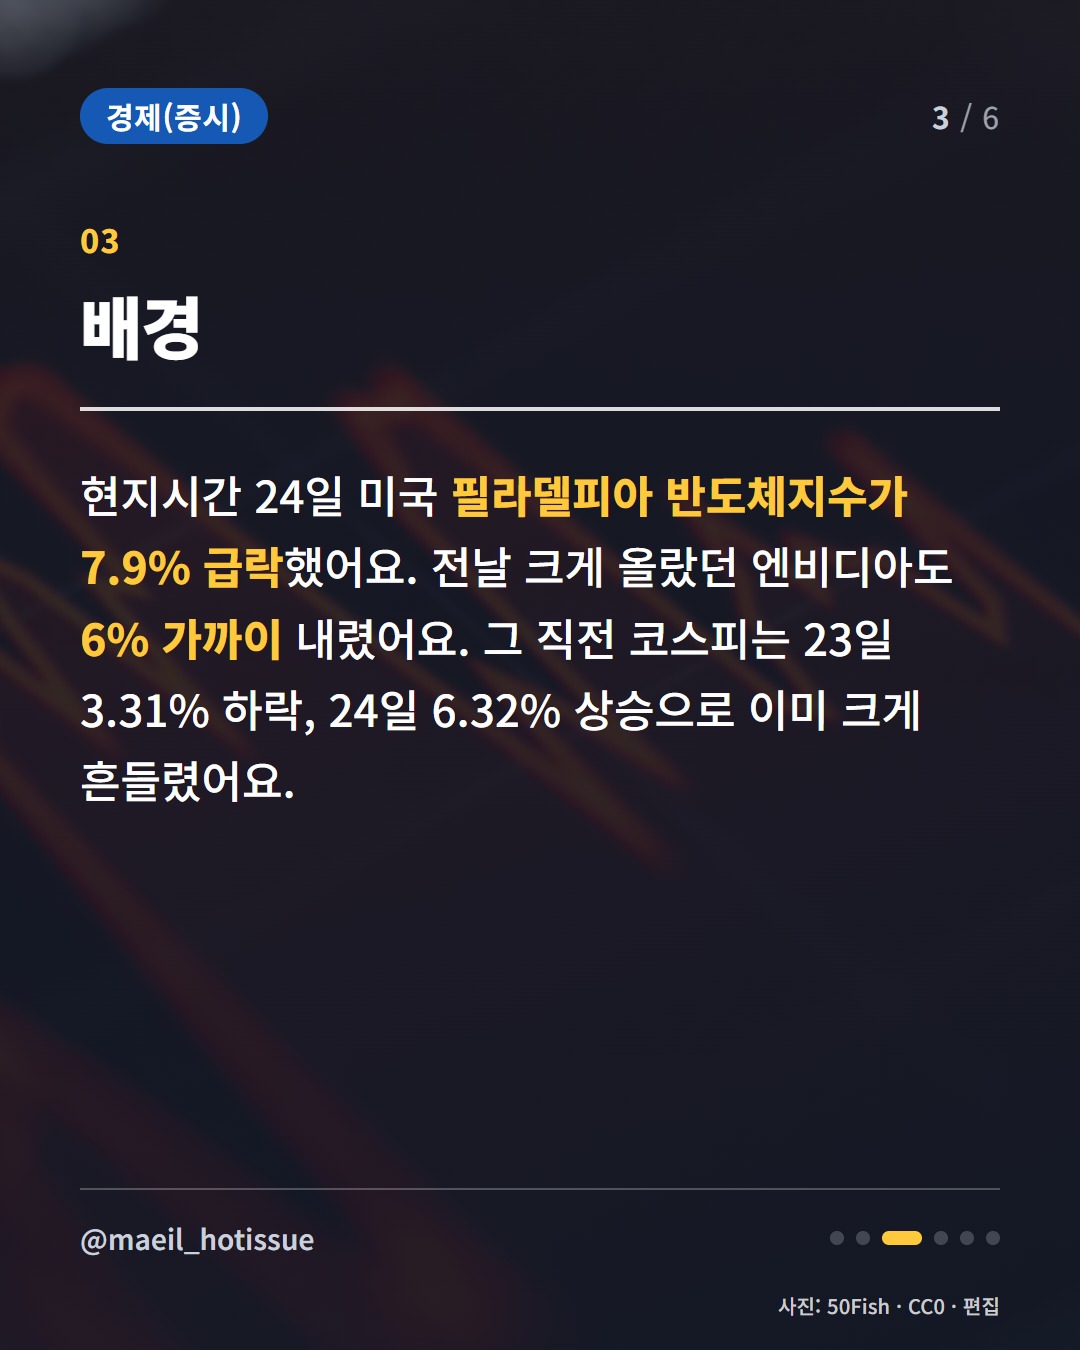 경제(증시)
3 / 6
03
배경
현지시간 24일 미국 필라델피아 반도체지수가
7.9% 급락했어요. 전날 크게 올랐던 엔비디아도
6% 가까이 내렸어요. 그 직전 코스피는 23일
3.31% 하락, 24일 6.32% 상승으로 이미 크게
흔들렸어요.
@maeil_hotissue
사진: 50Fish · CC0 · 편집